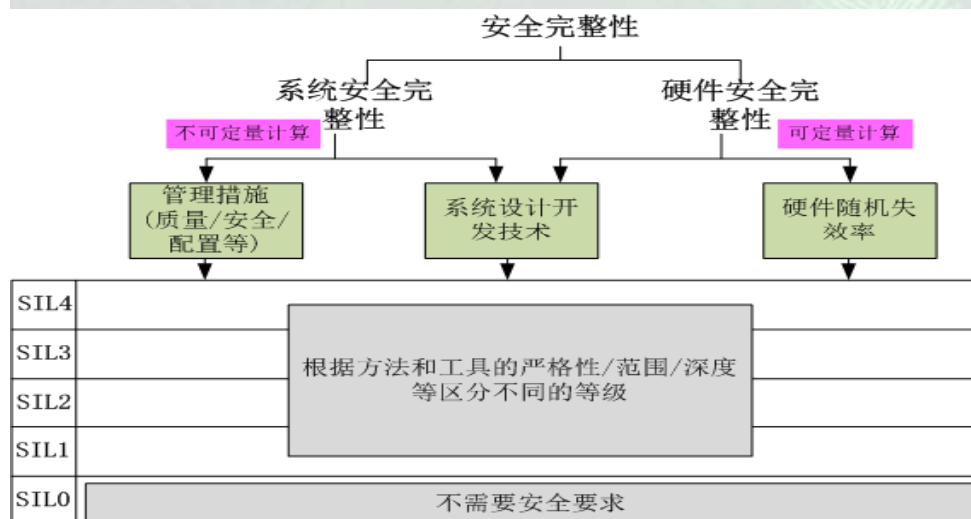 安全完整性
系统安全完
整性
硬件安全完
整性
不可定量计算
可定量计算
管理措施
(质量/安全/
配置等)
系统设计开
发技术
硬件随机失
效率
SIL4
SIL3
SIL2
SIL1
根据方法和工具的严格性/范围/深度
等区分不同的等级
SIL0
不需要安全要求